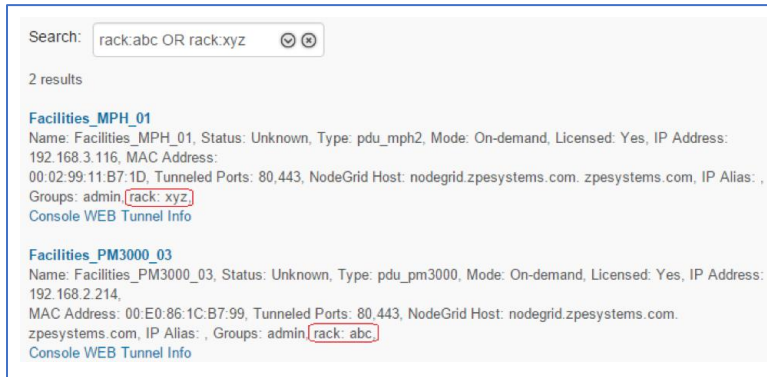 Search: rack:abc OR rack:xyz
2 results
Facilities_MPH_01
Name: Facilities_MPH_01, Status: Unknown, Type: pdu_mph2, Mode: On-demand, Licensed: Yes, IP Address:
192.168.3.116, MAC Address:
00:02:99:11:B7:1D, Tunneled Ports: 80,443, NodeGrid Host: nodegrid.zpesystems.com. zpesystems.com, IP Alias: ,
Groups: admin, rack: xyz,
Console WEB Tunnel Info
Facilities_PM3000_03
Name: Facilities_PM3000_03, Status: Unknown, Type: pdu_pm3000, Mode: On-demand, Licensed: Yes, IP Address:
192.168.2.214,
MAC Address: 00:E0:86:1C:B7:99, Tunneled Ports: 80,443, NodeGrid Host: nodegrid.zpesystems.com.
zpesystems.com, IP Alias: , Groups: admin, rack: abc,
Console WEB Tunnel Info